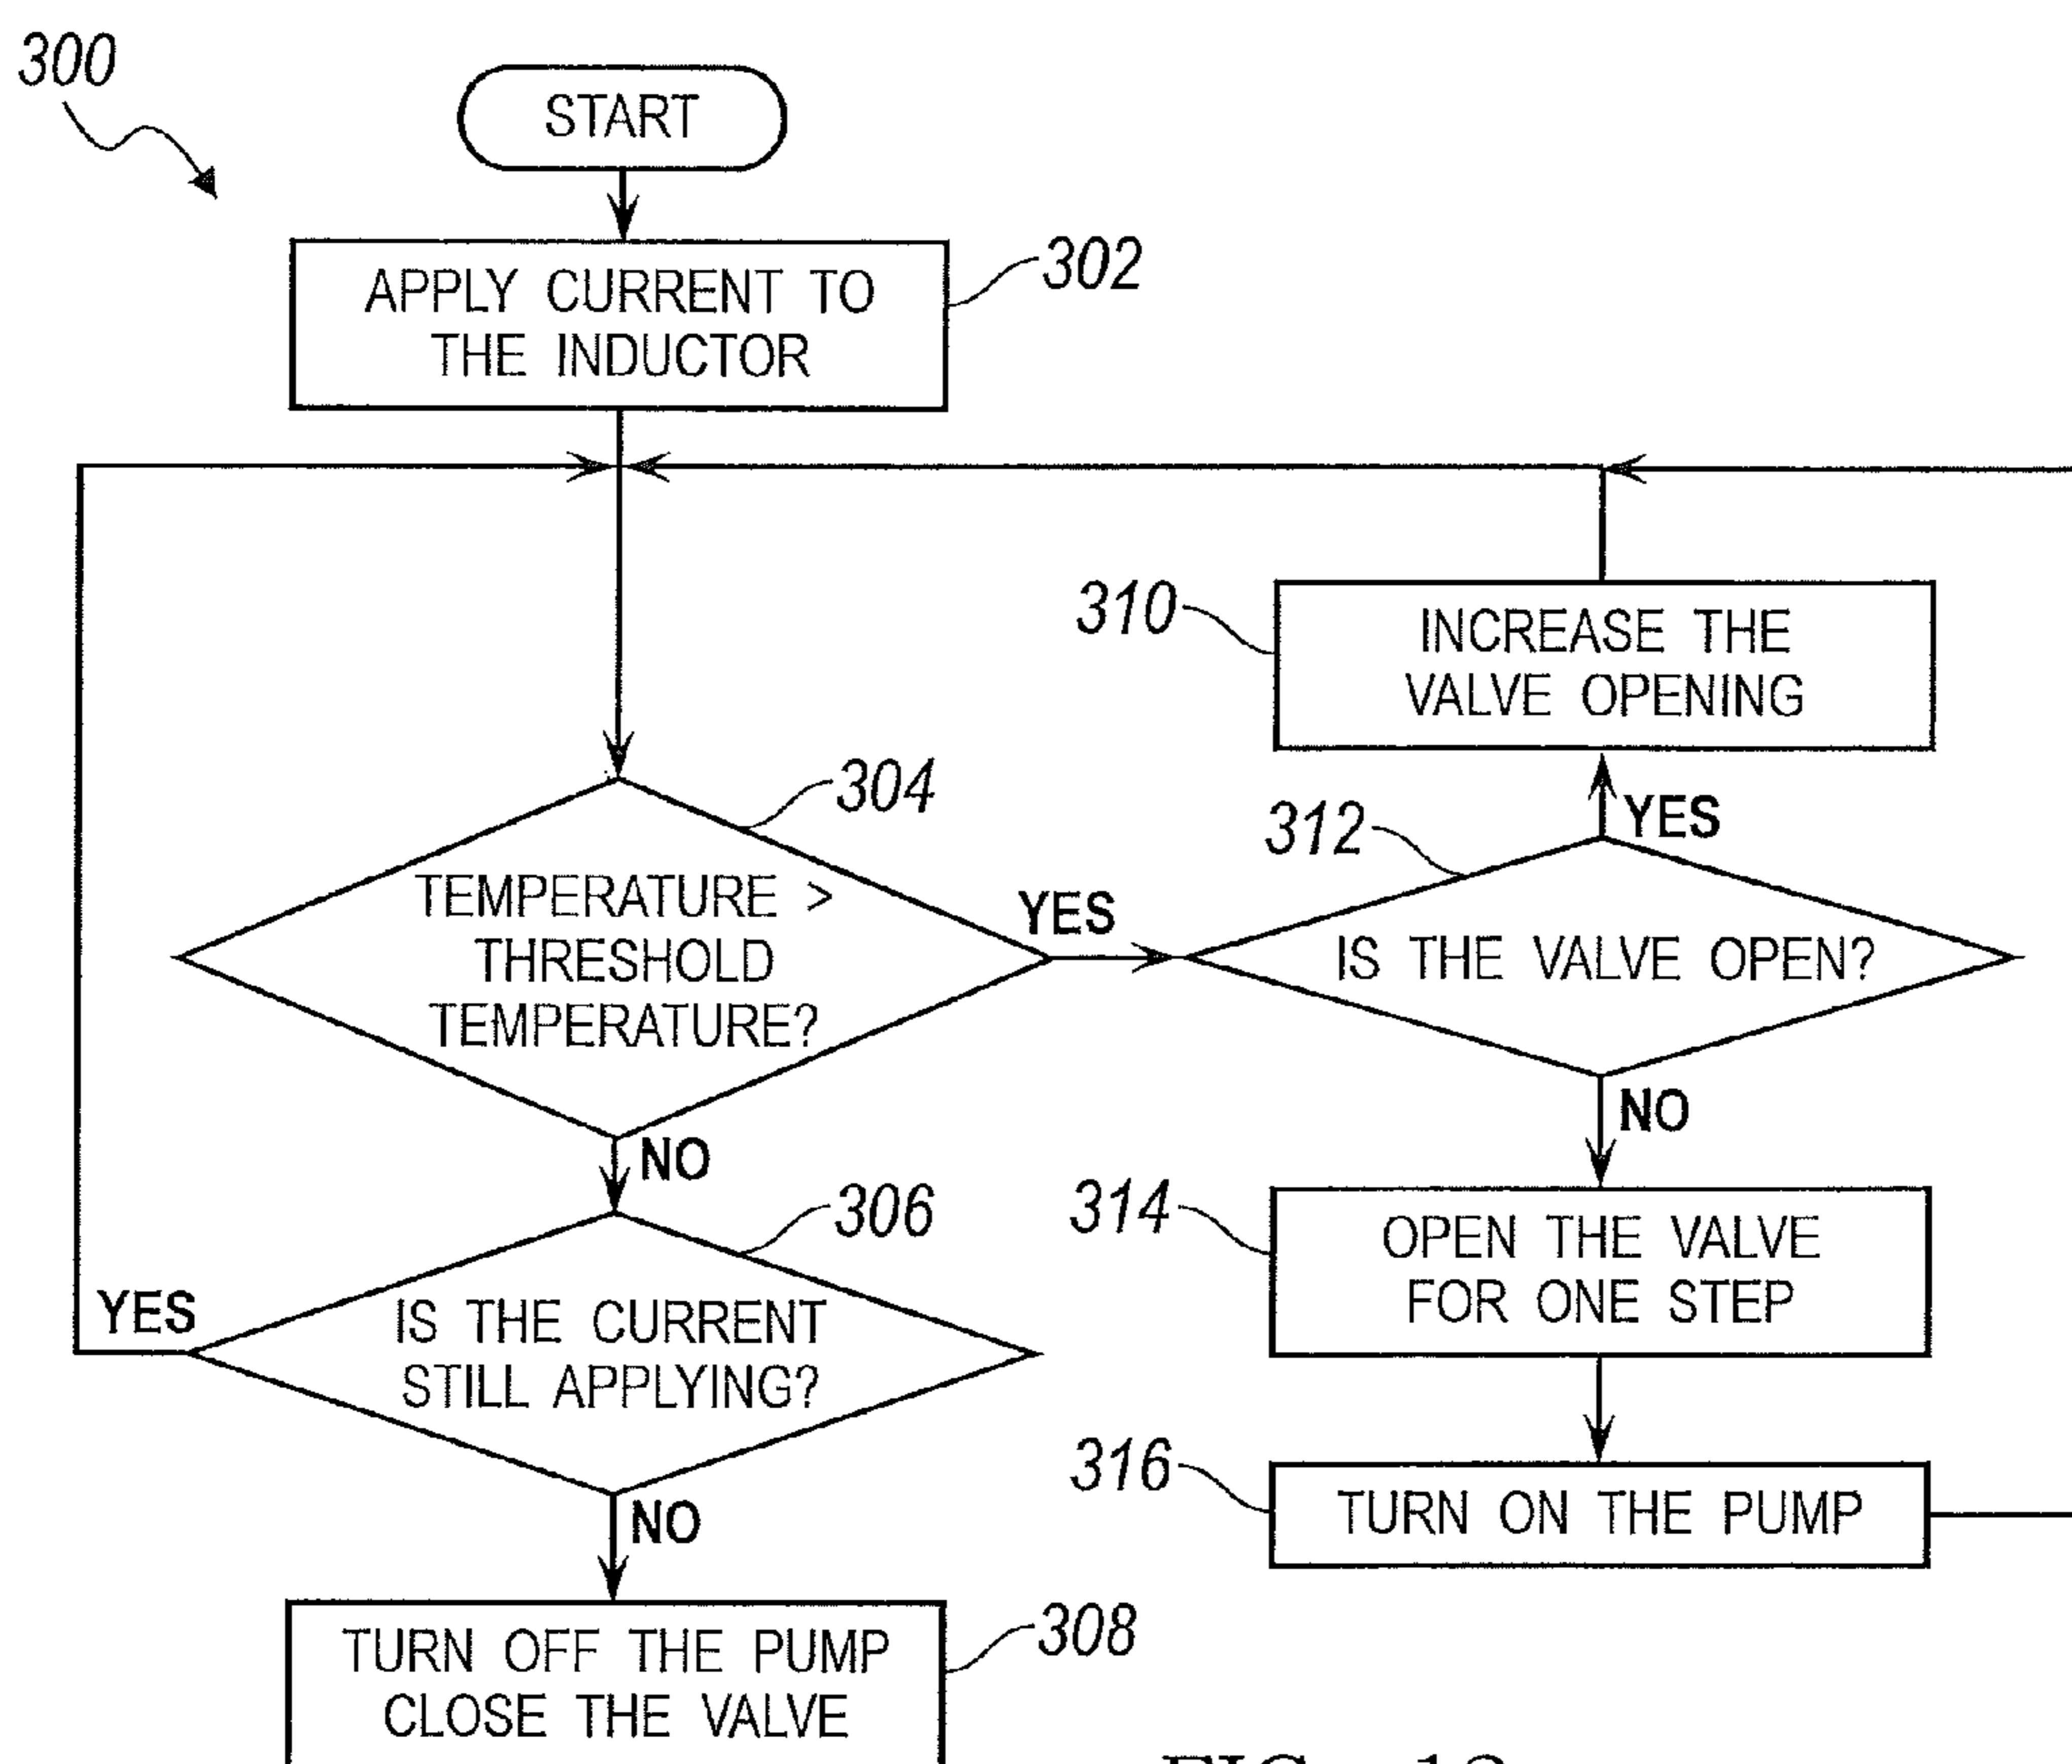 300
START
APPLY CURRENT TO
THE INDUCTOR
302
310
INCREASE THE
VALVE OPENING
304
312
YES
TEMPERATURE >
THRESHOLD
TEMPERATURE?
YES
IS THE VALVE OPEN?
NO
NO
306
314
OPEN THE VALVE
FOR ONE STEP
YES
IS THE CURRENT
STILL APPLYING?
316
TURN ON THE PUMP
NO
308
TURN OFF THE PUMP
CLOSE THE VALVE